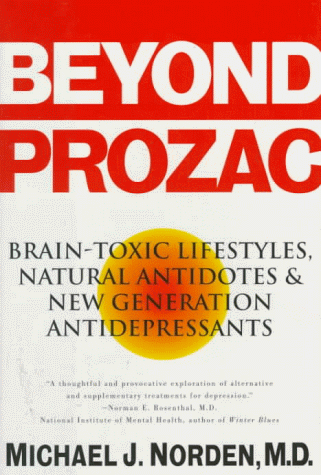 BEYOND
PROZAC
BRAIN-TOXIC LIFESTYLES,
NATURAL ANTIDOTES &
NEW GENERATION
ANTIDEPRESSANTS
"A thoughtful and provocative exploration of alternative
and supplementary treatments for depression."
—Norman E. Rosenthal, M.D.
National Institute of Mental Health, author of Winter Blues
MICHAEL J. NORDEN, M.D.